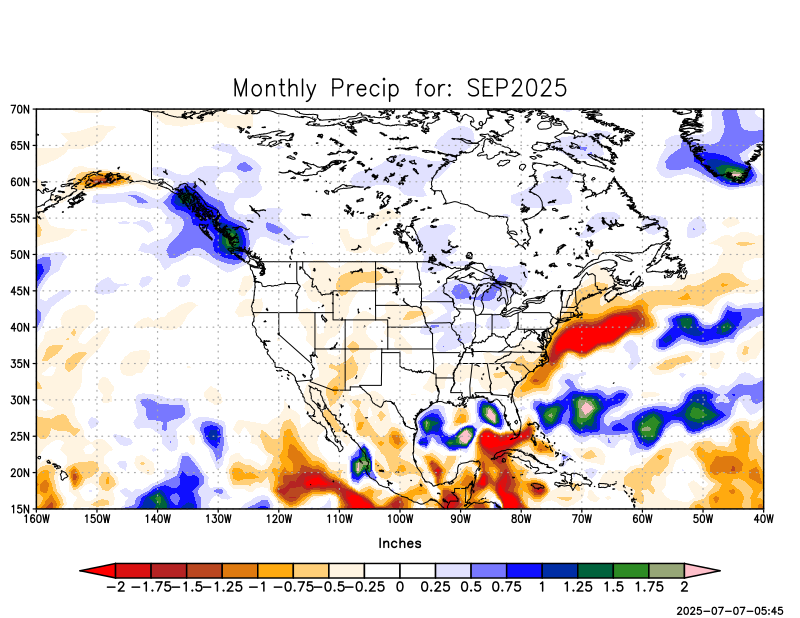 Monthly Precip for: SEP2025
70N
65N
60N
55N
50N
45N
40N
35N
30N
25N
20N
15N
160W 150W 140W 130W 120W 110W 100W 90W 80W 70W 60W 50W 40W
Inches
-2 -1.75-1.5-1.25 -1 -0.75-0.5-0.25 0 0.25 0.5 0.75 1 1.25 1.5 1.75 2
2025-07-07-05:45